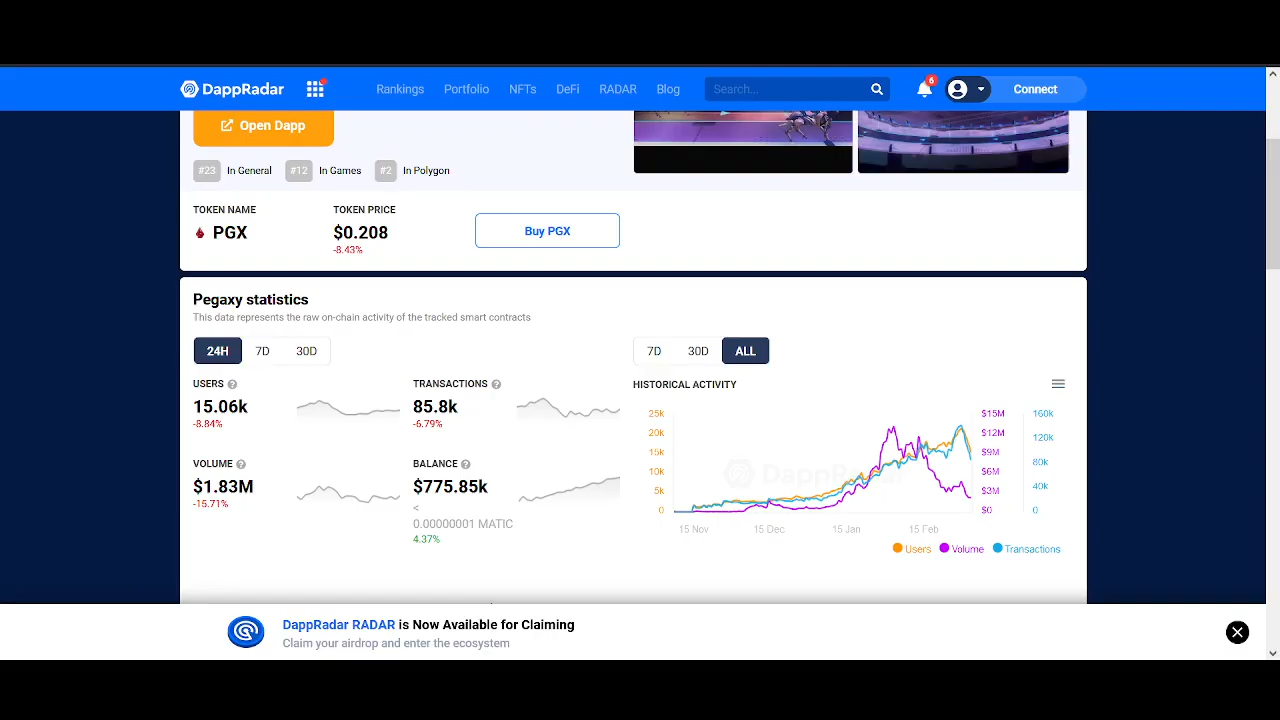 DappRadar
Rankings Portfolio NFTs DeFi RADAR Blog
Search...
6
Connect
Open Dapp
#23 In General #12 In Games #2 In Polygon
TOKEN NAME TOKEN PRICE
PGX $0.208 Buy PGX
-8.43%
Pegaxy statistics
This data represents the raw on-chain activity of the tracked smart contracts
24H 7D 30D
USERS ?
15.06k
-8.84%
TRANSACTIONS ?
85.8k
-6.79%
VOLUME ?
$1.83M
-15.71%
BALANCE ?
$775.85k
<
0.00000001 MATIC
4.37%
7D 30D ALL
HISTORICAL ACTIVITY
25k $15M 160k
20k $12M 120k
15k $9M 80k
10k $6M 40k
5k $3M 0
0 $0
DappRadar
15 Nov 15 Dec 15 Jan 15 Feb
Users Volume Transactions
DappRadar RADAR is Now Available for Claiming
Claim your airdrop and enter the ecosystem